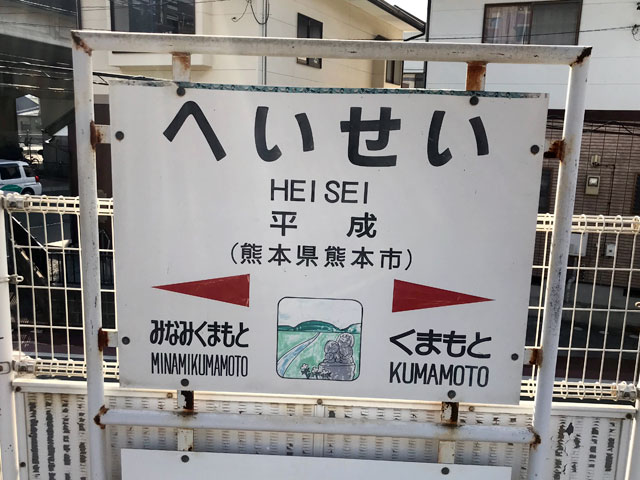 へいせい
HEISEI
平成
(熊本県熊本市)
みなみくまもと
MINAMIKUMAMOTO
くまもと
KUMAMOTO